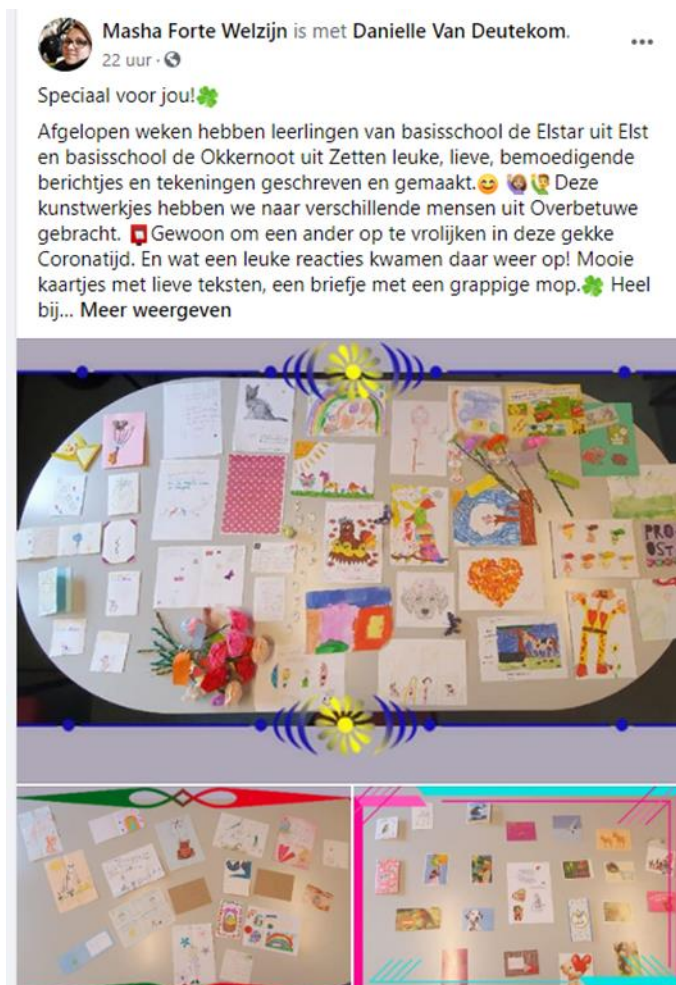 Masha Forte Welzijn is met Danielle Van Deutekom.
22 uur ·
Speciaal voor jou!🍀
Afgelopen weken hebben leerlingen van basisschool de Elstar uit Elst
en basisschool de Okkernoot uit Zetten leuke, lieve, bemoedigende
berichtjes en tekeningen geschreven en gemaakt.😊 🙋🏽‍♀️🙋‍♂️ Deze
kunstwerkjes hebben we naar verschillende mensen uit Overbetuwe
gebracht. 📮Gewoon om een ander op te vrolijken in deze gekke
Coronatijd. En wat een leuke reacties kwamen daar weer op! Mooie
kaartjes met lieve teksten, een briefje met een grappige mop.🍀 Heel
bij... Meer weergeven
PRO
OST